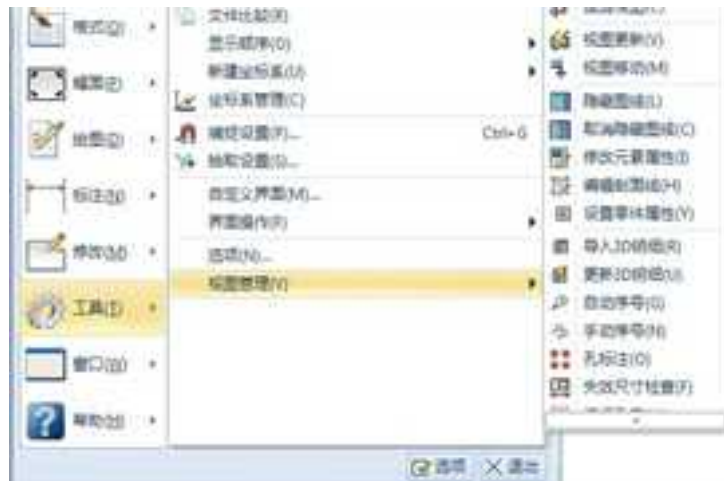 格式(O)
幅面(P)
绘图(D)
标注(N)
修改(M)
工具(T)
窗口(W)
帮助(H)
文件比较(R)
显示顺序(O)
新建坐标系(U)
坐标系管理(C)
捕捉设置(P)... Ctrl+G
拾取设置(S)...
自定义界面(M)...
界面操作(R)
选项(N)...
视图管理(V)
视图更新(V)
视图移动(M)
隐藏图线(L)
取消隐藏图线(C)
修改元素属性(I)
编辑剖面线(H)
设置零件属性(Y)
导入3D明细(R)
更新3D明细(U)
自动序号(G)
手动序号(N)
孔标注(O)
失效尺寸检查(F)
选项 退出